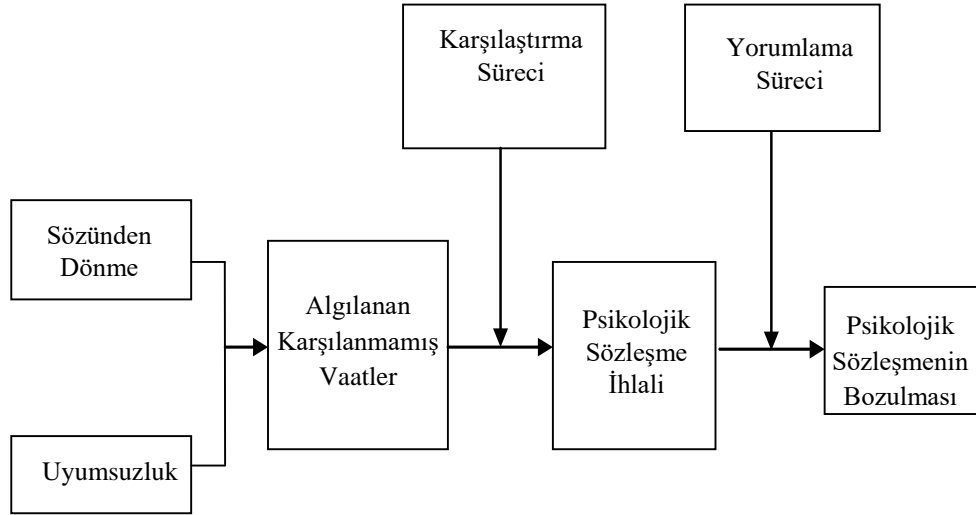 Karşılaştırma
Süreci
Yorumlama
Süreci
Sözünden
Dönme
Algılanan
Karşılanmamış
Vaatler
Psikolojik
Sözleşme
İhlali
Psikolojik
Sözleşmenin
Bozulması
Uyumsuzluk